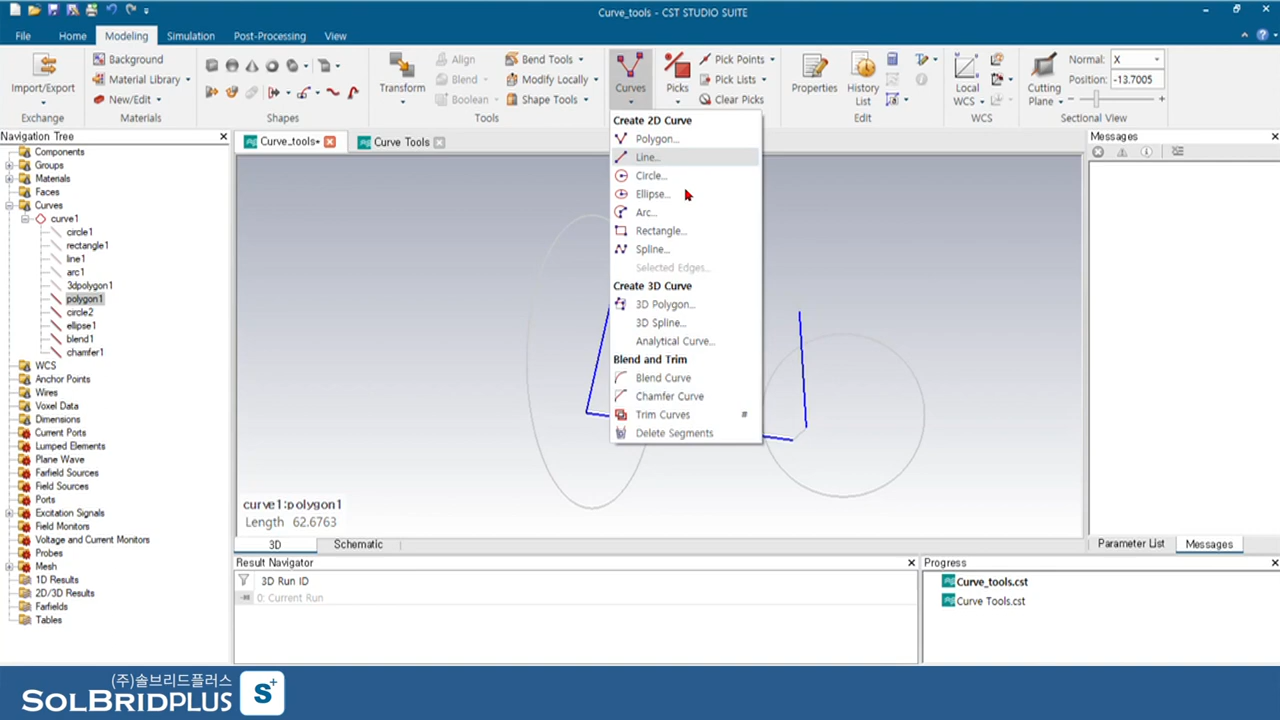 Curve_tools - CST STUDIO SUITE
File Home Modeling Simulation Post-Processing View
Import/Export
Exchange
Background
Material Library
New/Edit
Materials
Shapes
Transform
Align
Blend
Boolean
Bend Tools
Modify Locally
Shape Tools
Tools
Curves
Picks
Pick Points
Pick Lists
Clear Picks
Properties
History
List
Edit
Local
WCS
WCS
Cutting
Plane
Normal: X
Position: -13.7005
Sectional View
Navigation Tree
Components
Groups
Materials
Faces
Curves
curve1
circle1
rectangle1
line1
arc1
3dpolygon1
polygon1
circle2
ellipse1
blend1
chamfer1
WCS
Anchor Points
Wires
Voxel Data
Dimensions
Current Ports
Lumped Elements
Plane Wave
Farfield Sources
Field Sources
Ports
Excitation Signals
Field Monitors
Voltage and Current Monitors
Probes
Mesh
1D Results
2D/3D Results
Farfields
Tables
Curve_tools*
Curve Tools
Create 2D Curve
Polygon...
Line...
Circle...
Ellipse...
Arc...
Rectangle...
Spline...
Selected Edges...
Create 3D Curve
3D Polygon...
3D Spline...
Analytical Curve...
Blend and Trim
Blend Curve
Chamfer Curve
Trim Curves #
Delete Segments
curve1:polygon1
Length 62.6763
3D
Schematic
Messages
Parameter List
Messages
Result Navigator
3D Run ID
0: Current Run
Progress
Curve_tools.cst
Curve Tools.cst
(주)솔브리드플러스
SOLBRIDPLUS
S+